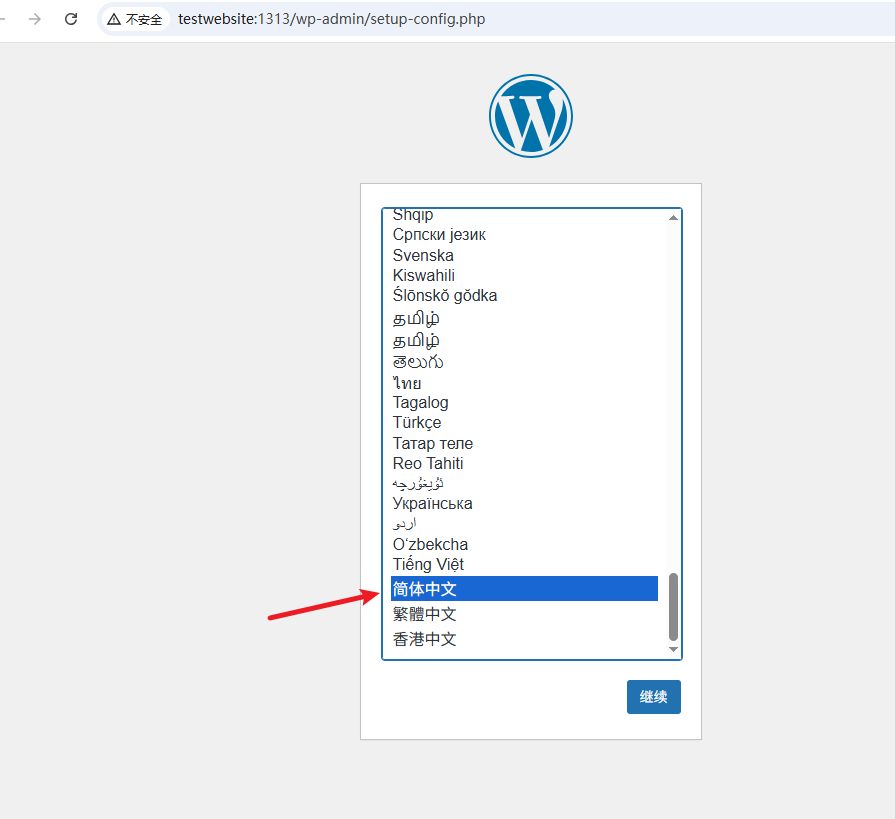 不安全 testwebsite:1313/wp-admin/setup-config.php
Shqip
Српски језик
Svenska
Kiswahili
Ślōnskŏ gŏdka
தமிழ்
தமிழ்
తెలుగు
ไทย
Tagalog
Türkçe
Татар теле
Reo Tahiti
ئۇيغۇرچە
Українська
اردو
O‘zbekcha
Tiếng Việt
简体中文
繁體中文
香港中文
继续